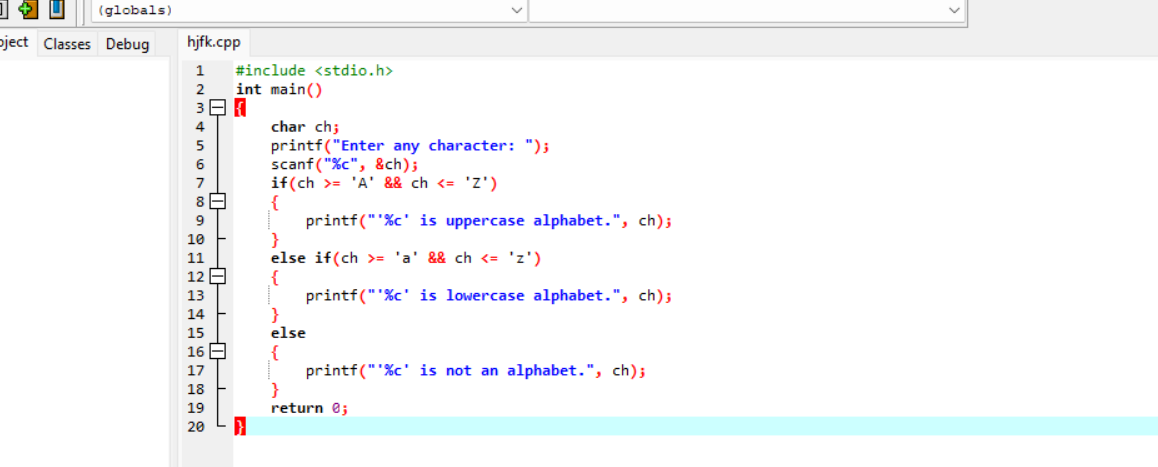 (globals)
Classes Debug
hjfk.cpp
1 #include <stdio.h>
2 int main()
3 {
4 char ch;
5 printf("Enter any character: ");
6 scanf("%c", &ch);
7 if(ch >= 'A' && ch <= 'Z')
8 {
9 printf("'%c' is uppercase alphabet.", ch);
10 }
11 else if(ch >= 'a' && ch <= 'z')
12 {
13 printf("'%c' is lowercase alphabet.", ch);
14 }
15 else
16 {
17 printf("'%c' is not an alphabet.", ch);
18 }
19 return 0;
20 }